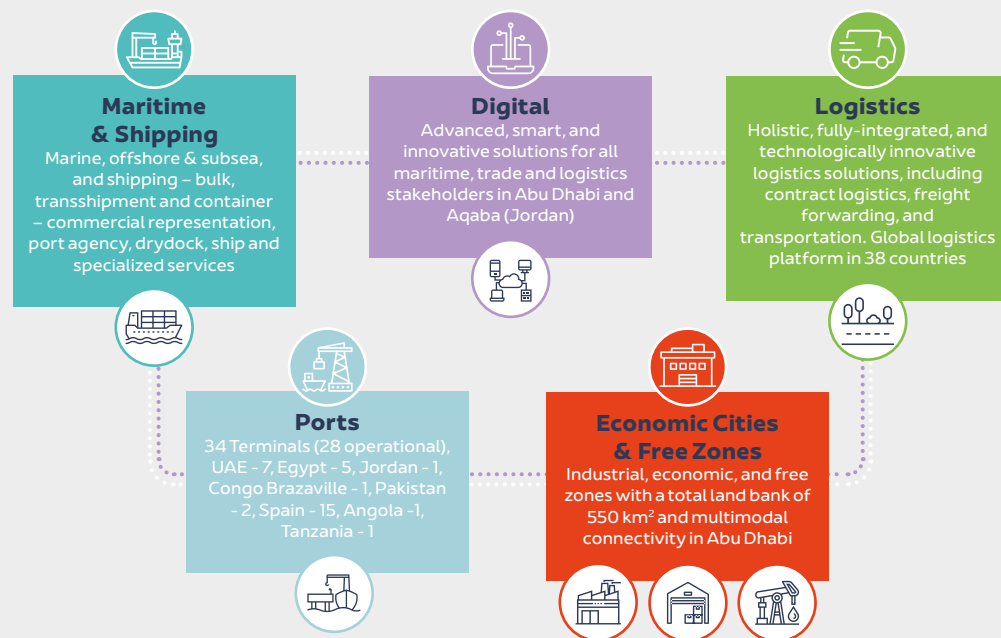 Maritime
& Shipping
Marine, offshore & subsea,
and shipping – bulk,
transshipment and container
– commercial representation,
port agency, drydock, ship and
specialized services
Digital
Advanced, smart, and
innovative solutions for all
maritime, trade and logistics
stakeholders in Abu Dhabi and
Aqaba (Jordan)
Logistics
Holistic, fully-integrated, and
technologically innovative
logistics solutions, including
contract logistics, freight
forwarding, and
transportation. Global logistics
platform in 38 countries
Ports
34 Terminals (28 operational),
UAE - 7, Egypt - 5, Jordan - 1,
Congo Brazaville - 1, Pakistan
- 2, Spain - 15, Angola -1,
Tanzania - 1
Economic Cities
& Free Zones
Industrial, economic, and free
zones with a total land bank of
550 km² and multimodal
connectivity in Abu Dhabi